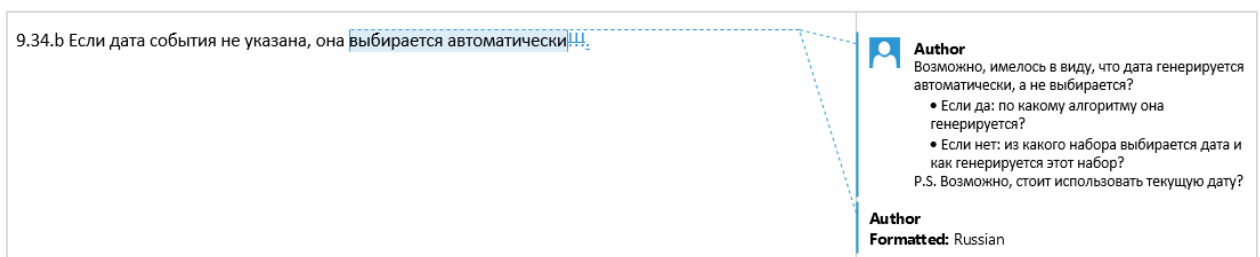 9.34.b Если дата события не указана, она выбирается автоматически!!!.
Author
Возможно, имелось в виду, что дата генерируется
автоматически, а не выбирается?
• Если да: по какому алгоритму она
генерируется?
• Если нет: из какого набора выбирается дата и
как генерируется этот набор?
P.S. Возможно, стоит использовать текущую дату?
Author
Formatted: Russian